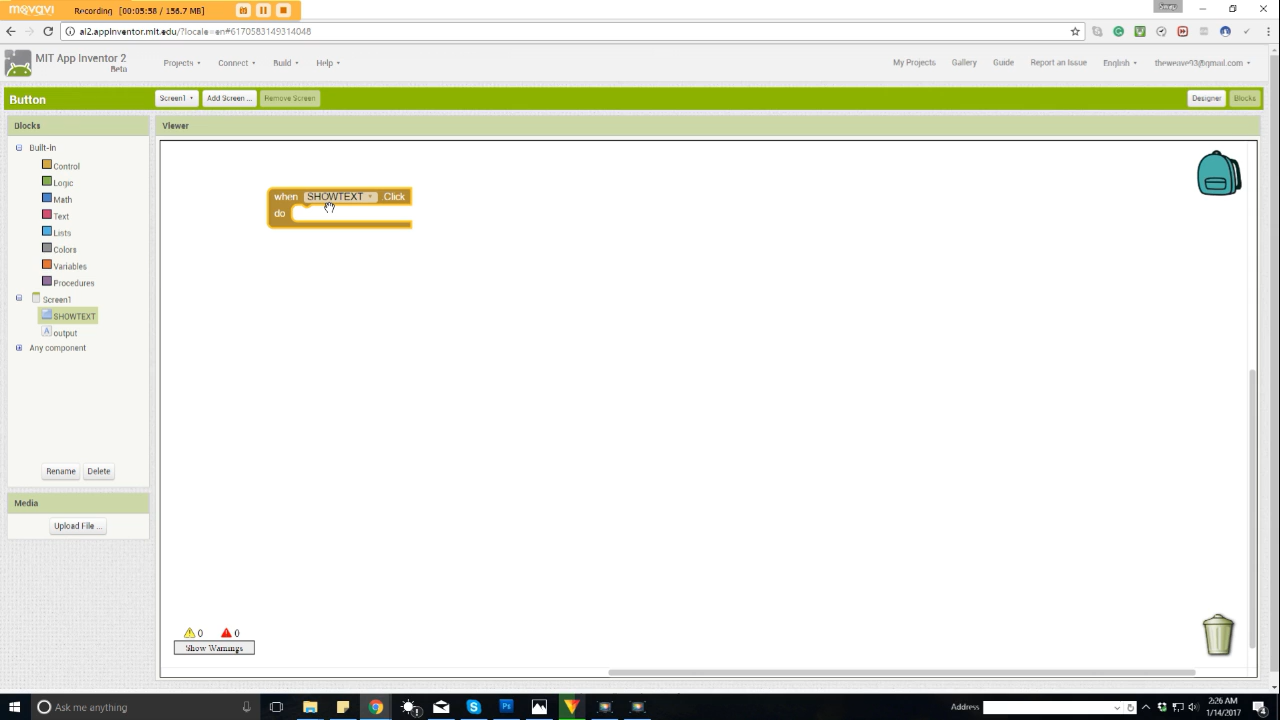 movavi
Recording [00:05:58 / 156.7 MB]
ai2.appinventor.mit.edu/?locale=en#6170583149314048
MIT App Inventor 2
Beta
Projects
Connect
Build
Help
My Projects
Gallery
Guide
Report an Issue
English
Button
Screen1
Add Screen ...
Remove Screen
Designer
Blocks
Blocks
Viewer
Built-In
Control
Logic
Math
Text
Lists
Colors
Variables
Procedures
Screen1
SHOWTEXT
output
Any component
Rename
Delete
Media
Upload File ...
when SHOWTEXT Click
do
0
0
Show Warnings
Ask me anything
Address
2:26 AM
1/14/2017